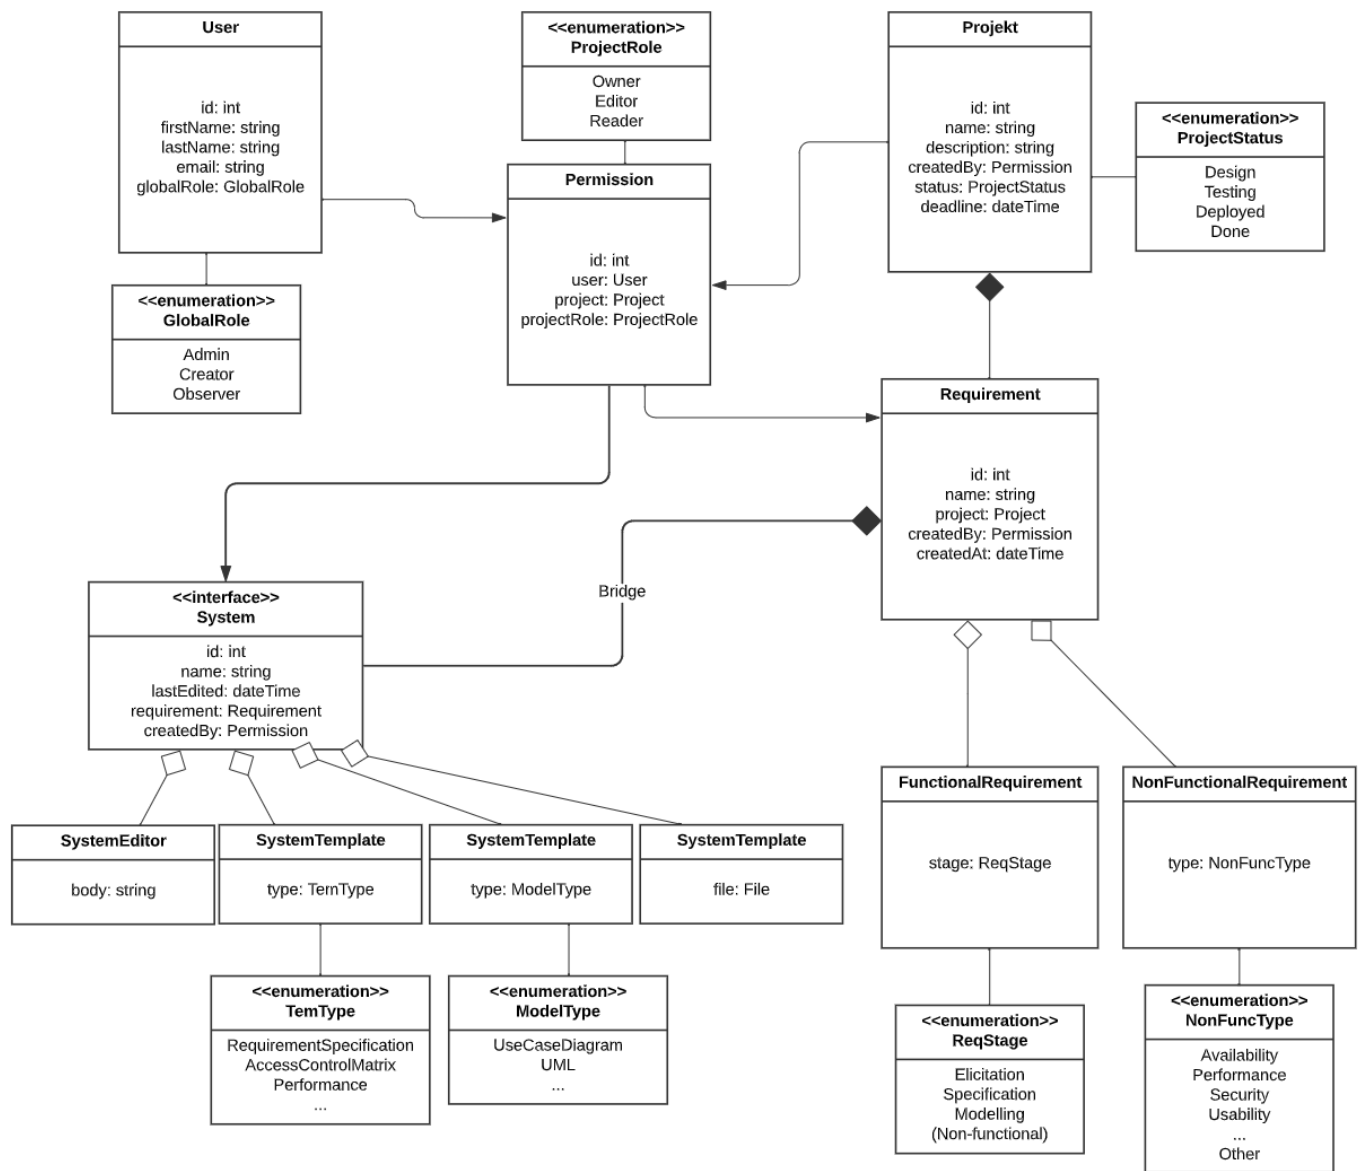 User
id: int
firstName: string
lastName: string
email: string
globalRole: GlobalRole
<<enumeration>>
GlobalRole
Admin
Creator
Observer
<<enumeration>>
ProjectRole
Owner
Editor
Reader
Permission
id: int
user: User
project: Project
projectRole: ProjectRole
Projekt
id: int
name: string
description: string
createdBy: Permission
status: ProjectStatus
deadline: dateTime
<<enumeration>>
ProjectStatus
Design
Testing
Deployed
Done
Requirement
id: int
name: string
project: Project
createdBy: Permission
createdAt: dateTime
Bridge
<<interface>>
System
id: int
name: string
lastEdited: dateTime
requirement: Requirement
createdBy: Permission
SystemEditor
body: string
SystemTemplate
type: TemType
SystemTemplate
type: ModelType
SystemTemplate
file: File
<<enumeration>>
TemType
RequirementSpecification
AccessControlMatrix
Performance
...
<<enumeration>>
ModelType
UseCaseDiagram
UML
...
FunctionalRequirement
stage: ReqStage
NonFunctionalRequirement
type: NonFuncType
<<enumeration>>
ReqStage
Elicitation
Specification
Modelling
(Non-functional)
<<enumeration>>
NonFuncType
Availability
Performance
Security
Usability
...
Other